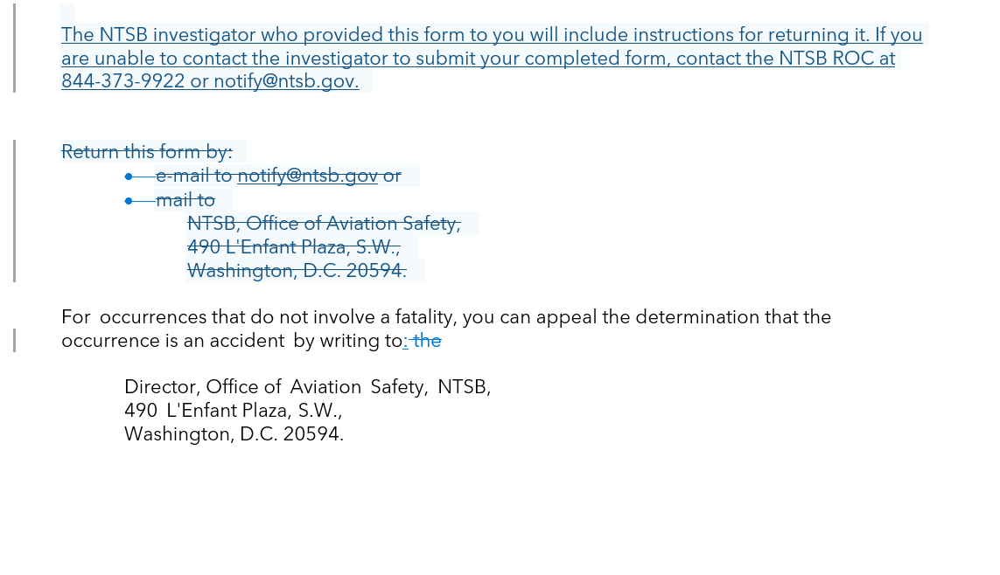 The NTSB investigator who provided this form to you will include instructions for returning it. If you
are unable to contact the investigator to submit your completed form, contact the NTSB ROC at
844-373-9922 or notify@ntsb.gov.
Return this form by:
• e-mail to notify@ntsb.gov or
• mail to
NTSB, Office of Aviation Safety,
490 L'Enfant Plaza, S.W.,
Washington, D.C. 20594.
For occurrences that do not involve a fatality, you can appeal the determination that the
occurrence is an accident by writing to: the
Director, Office of Aviation Safety, NTSB,
490 L'Enfant Plaza, S.W.,
Washington, D.C. 20594.